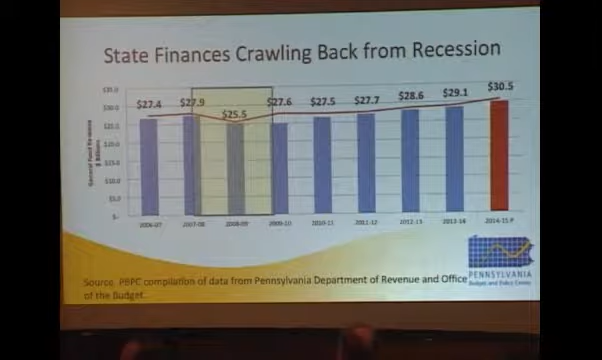 State Finances Crawling Back from Recession
$27.4 $27.9 $25.5 $27.6 $27.5 $27.7 $28.6 $29.1 $30.5
General Fund Revenue
$ Billions
$35.0
$30.0
$25.0
$20.0
$15.0
$10.0
$5.0
$-
2006-07 2007-08 2008-09 2009-10 2010-11 2011-12 2012-13 2013-14 2014-15 P
PENNSYLVANIA
Budget and Policy Center
Source: PBPC compilation of data from Pennsylvania Department of Revenue and Office
of the Budget.